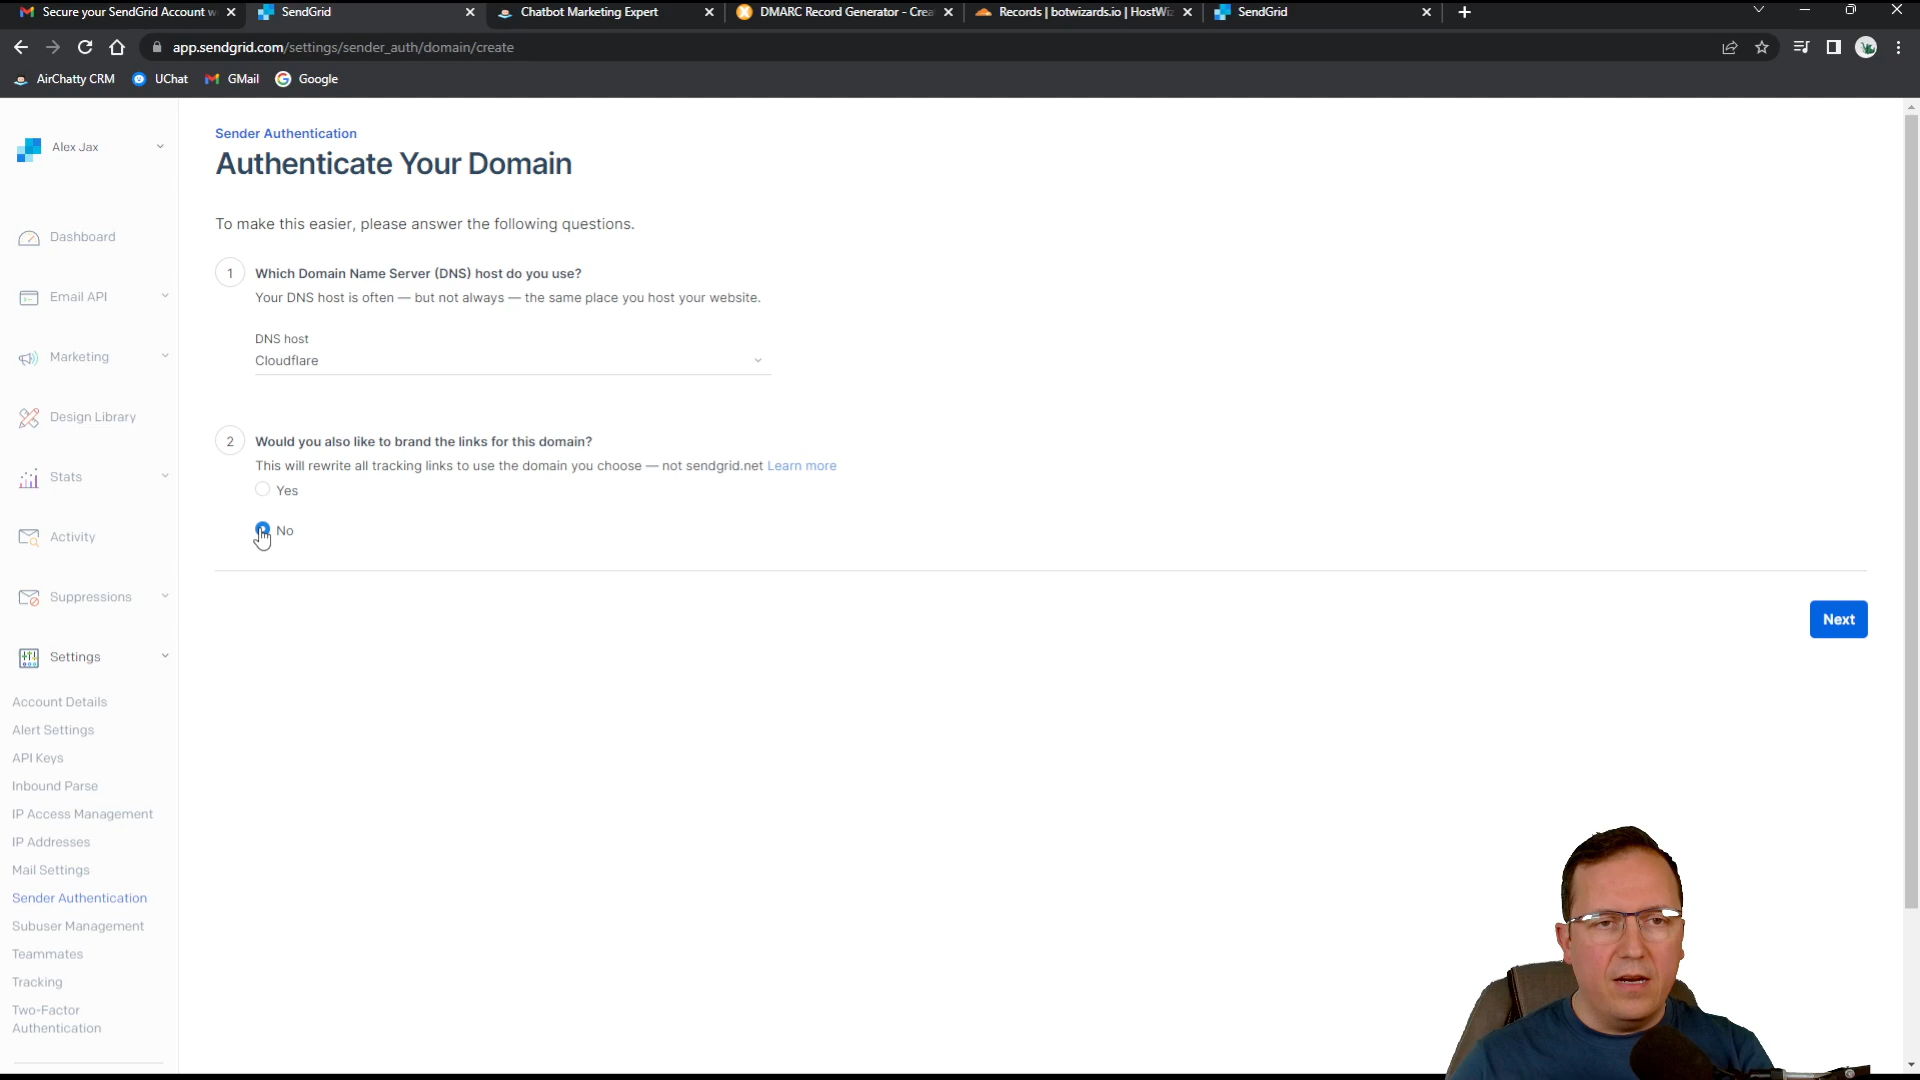 Secure your SendGrid Account w
SendGrid
Chatbot Marketing Expert
DMARC Record Generator - Crea
Records | botwizards.io | HostWiz
SendGrid
app.sendgrid.com/settings/sender_auth/domain/create
AirChatty CRM
UChat
GMail
Google
Alex Jax
Dashboard
Email API
Marketing
Design Library
Stats
Activity
Suppressions
Settings
Account Details
Alert Settings
API Keys
Inbound Parse
IP Access Management
IP Addresses
Mail Settings
Sender Authentication
Subuser Management
Teammates
Tracking
Two-Factor
Authentication
Sender Authentication
Authenticate Your Domain
To make this easier, please answer the following questions.
1 Which Domain Name Server (DNS) host do you use?
Your DNS host is often — but not always — the same place you host your website.
DNS host
Cloudflare
2 Would you also like to brand the links for this domain?
This will rewrite all tracking links to use the domain you choose — not sendgrid.net Learn more
Yes
No
Next